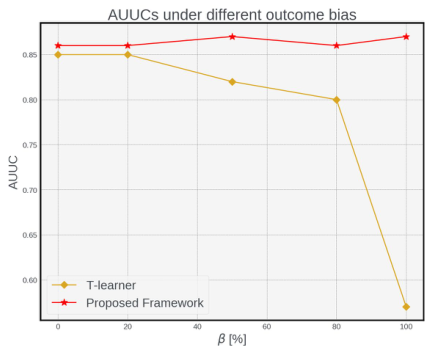 AUUCs under different outcome bias
AUUC
0.85
0.80
0.75
0.70
0.65
0.60
T-learner
Proposed Framework
0
20
40
60
80
100
β [%]